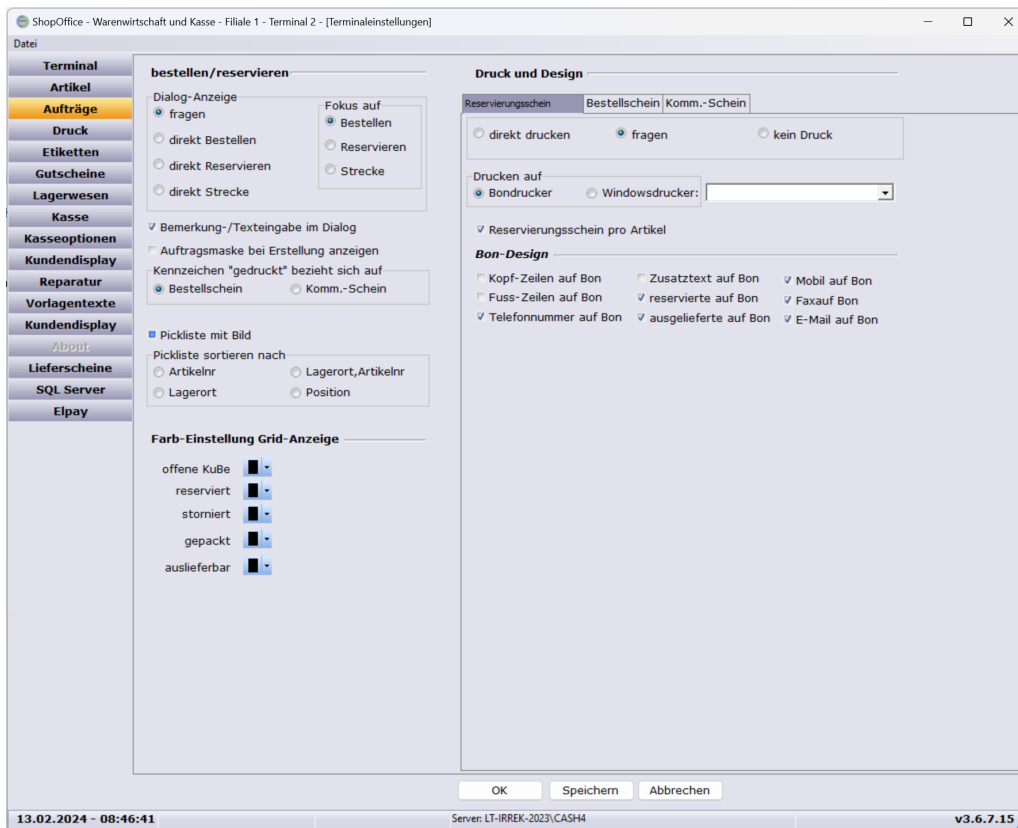 ShopOffice - Warenwirtschaft und Kasse - Filiale 1 - Terminal 2 - [Terminaleinstellungen]
Datei
Terminal
Artikel
Aufträge
Druck
Etiketten
Gutscheine
Lagerwesen
Kasse
Kasseoptionen
Kundendisplay
Reparatur
Vorlagentexte
Kundendisplay
About
Lieferscheine
SQL Server
Elpay
bestellen/reservieren
Dialog-Anzeige
fragen
direkt Bestellen
direkt Reservieren
direkt Strecke
Fokus auf
Bestellen
Reservieren
Strecke
Bemerkung-/Texteingabe im Dialog
Auftragsmaske bei Erstellung anzeigen
Kennzeichen "gedruckt" bezieht sich auf
Bestellschein Komm.-Schein
Pickliste mit Bild
Pickliste sortieren nach
Artikelnr Lagerort,Artikelnr
Lagerort Position
Farb-Einstellung Grid-Anzeige
offene KuBe
reserviert
storniert
gepackt
auslieferbar
Druck und Design
Reservierungsschein Bestellschein Komm.-Schein
direkt drucken fragen kein Druck
Drucken auf
Bondrucker Windowsdrucker:
Reservierungsschein pro Artikel
Bon-Design
Kopf-Zeilen auf Bon Zusatztext auf Bon Mobil auf Bon
Fuss-Zeilen auf Bon reservierte auf Bon Faxauf Bon
Telefonnummer auf Bon ausgelieferte auf Bon E-Mail auf Bon
OK Speichern Abbrechen
13.02.2024 - 08:46:41 Server: LT-IRREK-2023\CASH4 v3.6.7.15